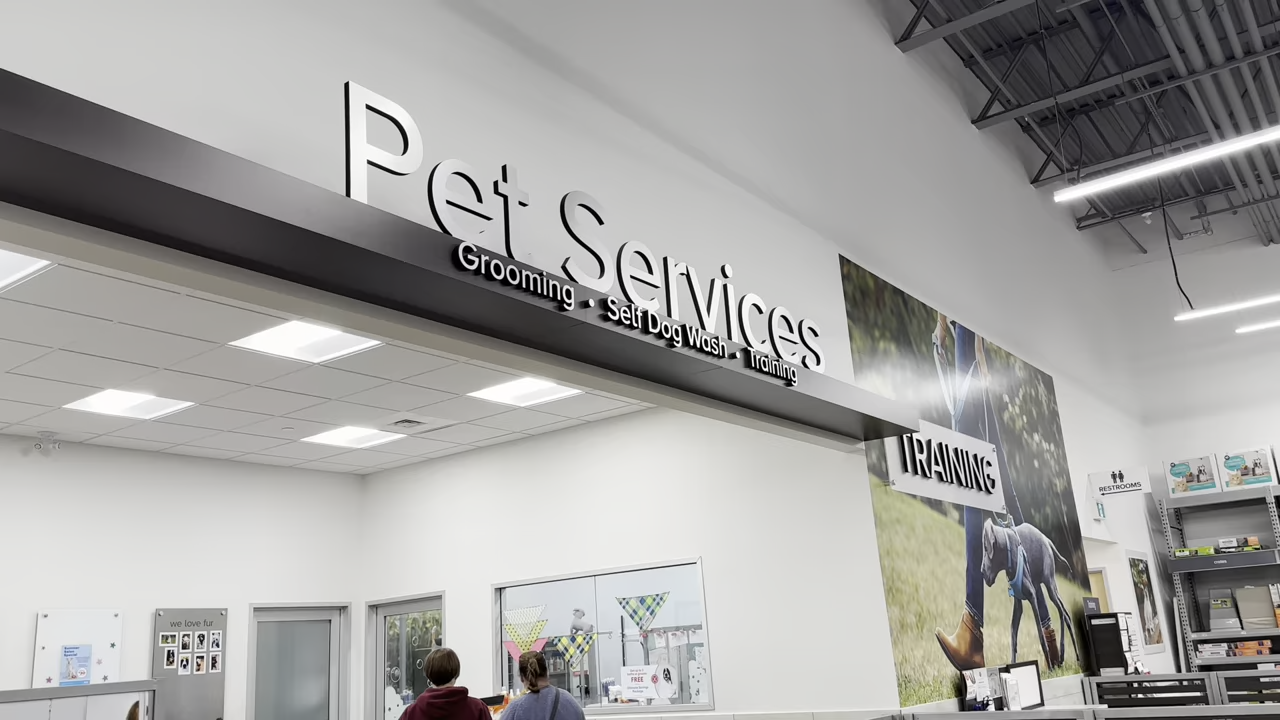 Pet Services
Grooming • Self Dog Wash • Training
TRAINING
RESTROOMS
we love fur
FREE